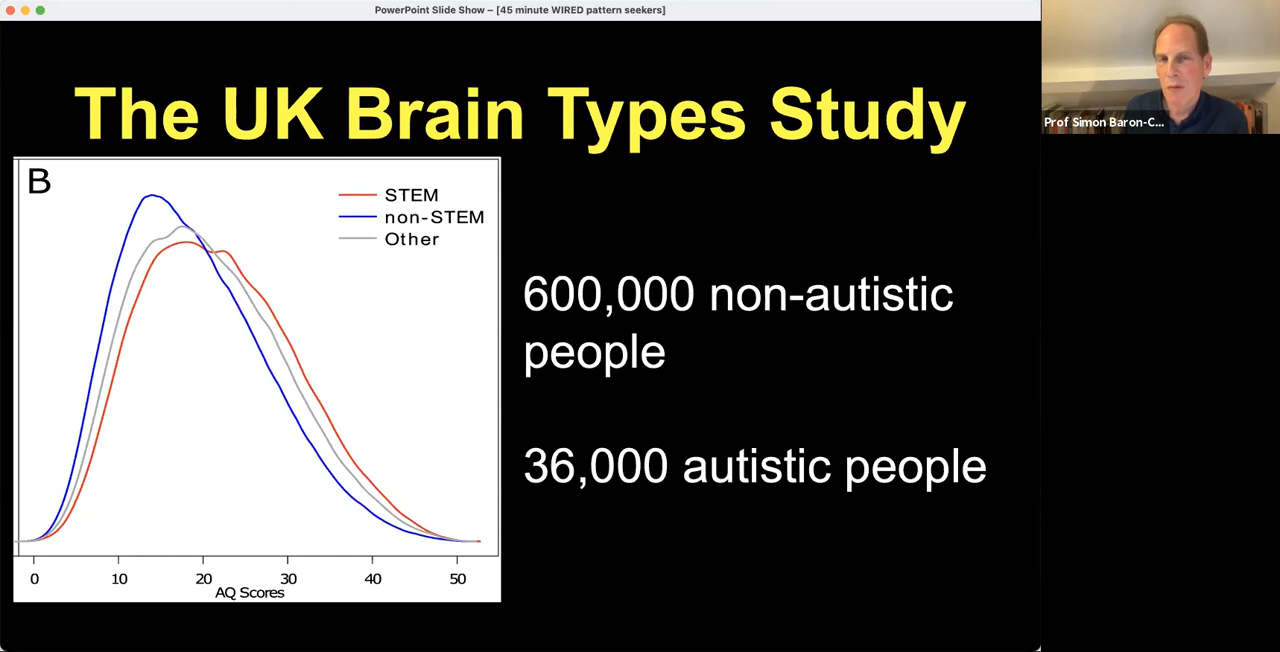 PowerPoint Slide Show – [45 minute WIRED pattern seekers]
The UK Brain Types Study
B
STEM
non-STEM
Other
0 10 20 30 40 50
AQ Scores
600,000 non-autistic
people
36,000 autistic people
Prof Simon Baron-C...